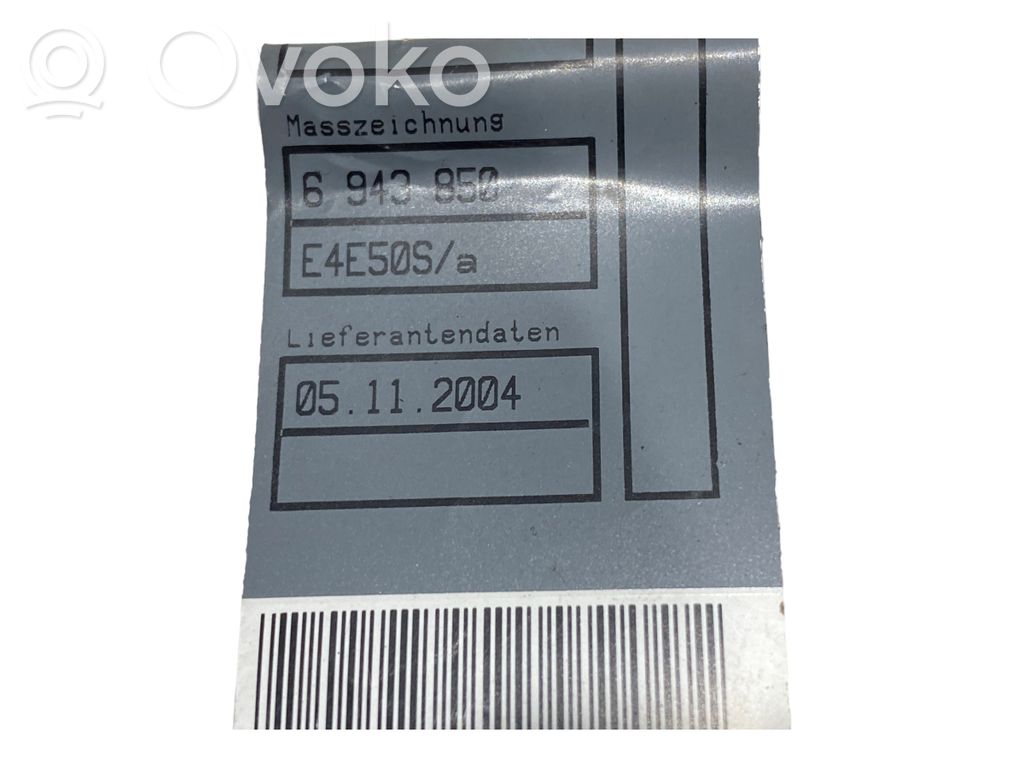 Ovoko
Masszeichnung
6 943 850
E4E50S/a
Lieferantendaten
05.11.2004